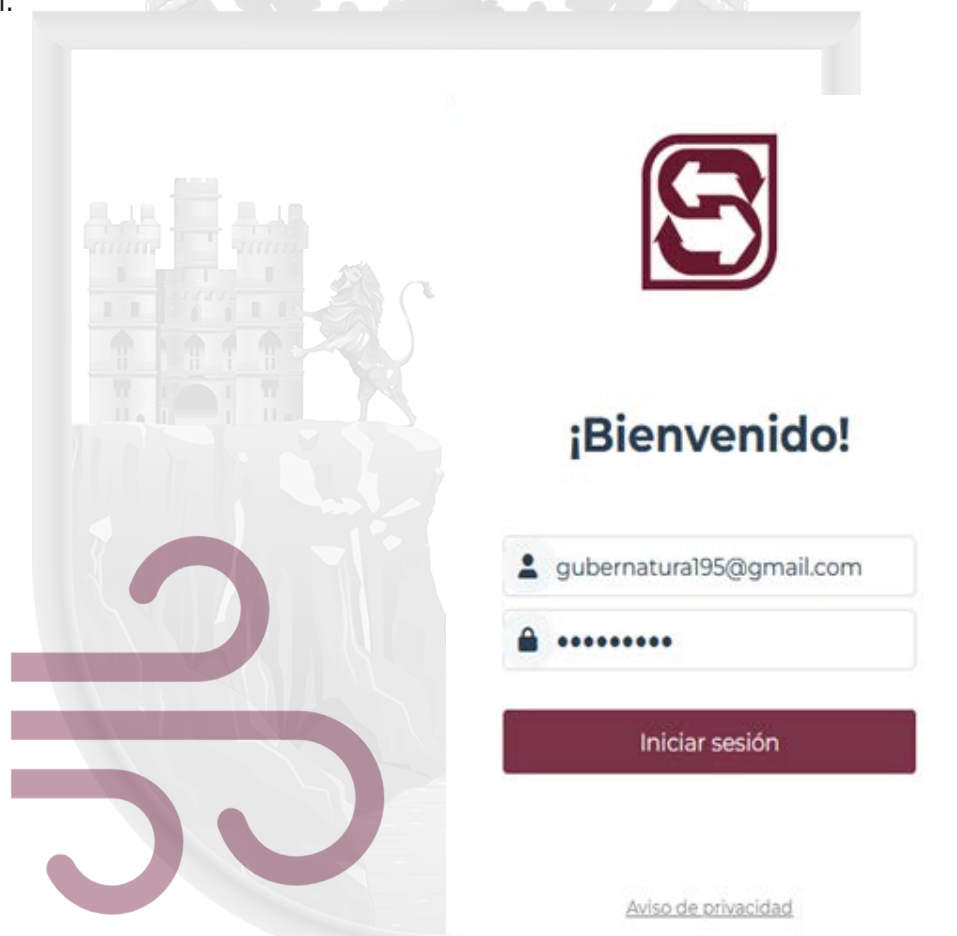 ¡Bienvenido!
gubernatura195@gmail.com
•••••••••
Iniciar sesión
Aviso de privacidad